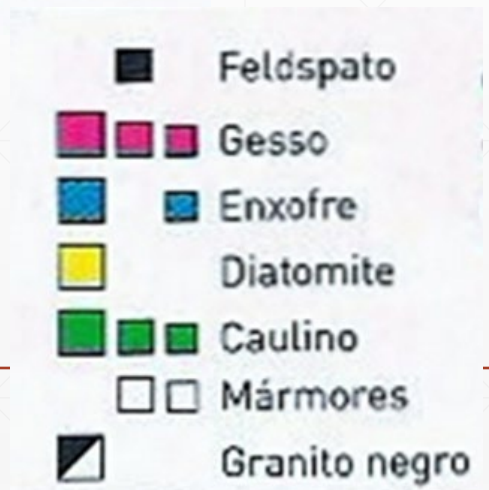 Feldspato
Gesso
Enxofre
Diatomite
Caulino
Mármores
Granito negro